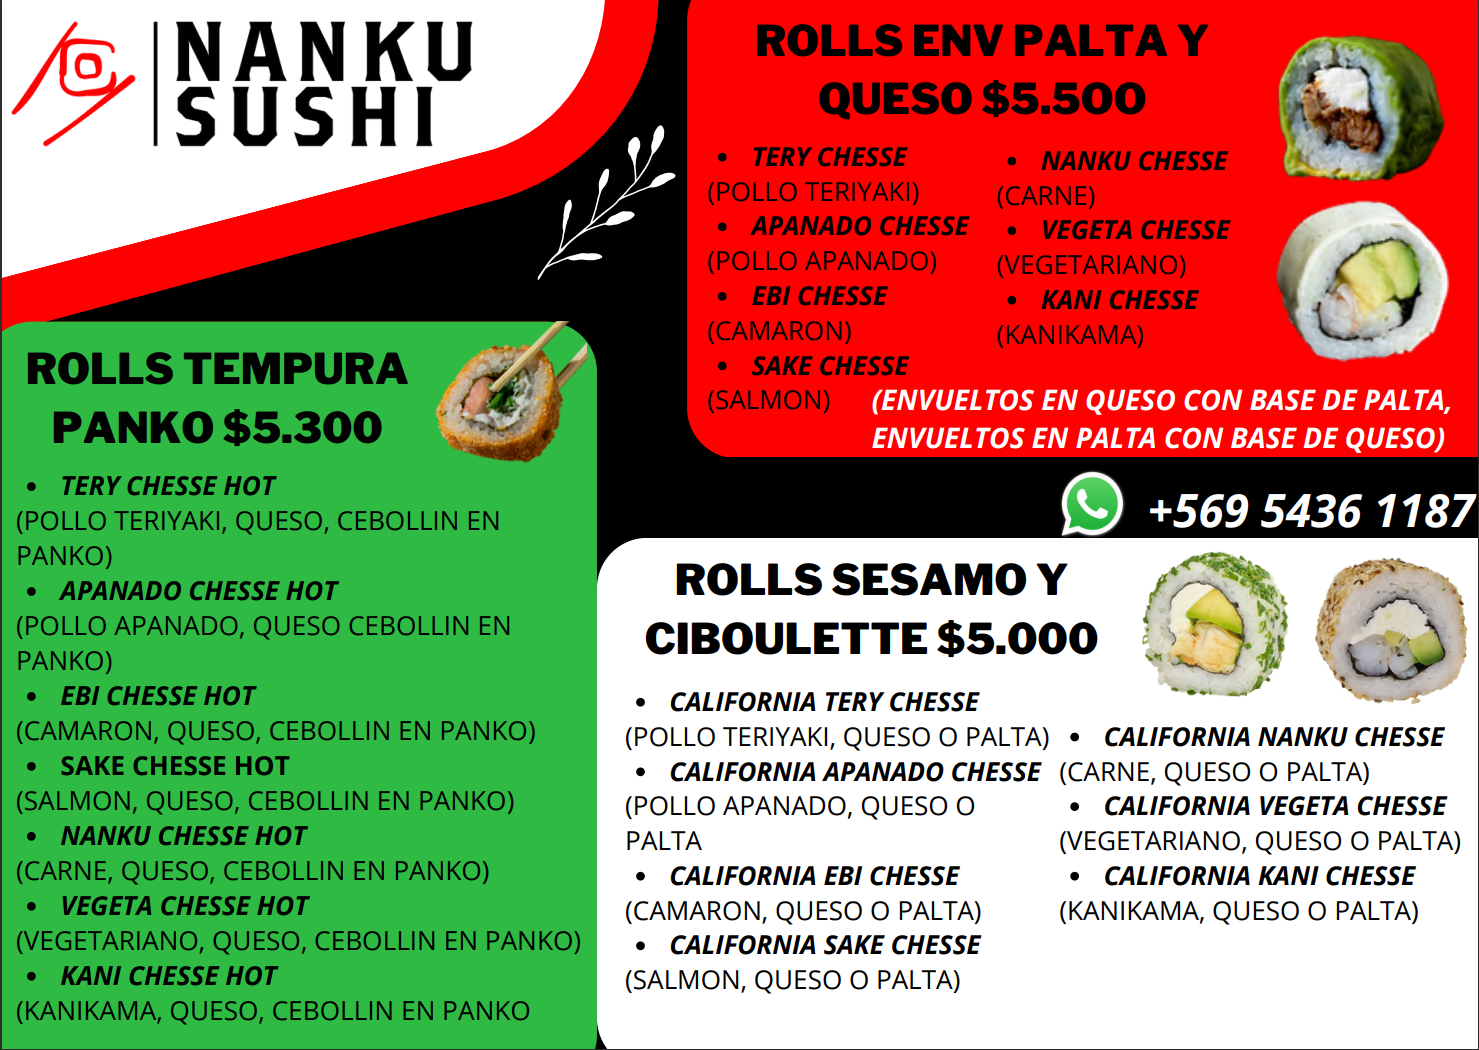 NANKU
SUSHI
ROLLS ENV PALTA Y
QUESO $5.500
• TERY CHESSE
(POLLO TERIYAKI)
• APANADO CHESSE
(POLLO APANADO)
• EBI CHESSE
(CAMARON)
• SAKE CHESSE
(SALMON)
• NANKU CHESSE
(CARNE)
• VEGETA CHESSE
(VEGETARIANO)
• KANI CHESSE
(KANIKAMA)
(ENVUELTOS EN QUESO CON BASE DE PALTA,
ENVUELTOS EN PALTA CON BASE DE QUESO)
+569 5436 1187
ROLLS TEMPURA
PANKO $5.300
• TERY CHESSE HOT
(POLLO TERIYAKI, QUESO, CEBOLLIN EN
PANKO)
• APANADO CHESSE HOT
(POLLO APANADO, QUESO CEBOLLIN EN
PANKO)
• EBI CHESSE HOT
(CAMARON, QUESO, CEBOLLIN EN PANKO)
• SAKE CHESSE HOT
(SALMON, QUESO, CEBOLLIN EN PANKO)
• NANKU CHESSE HOT
(CARNE, QUESO, CEBOLLIN EN PANKO)
• VEGETA CHESSE HOT
(VEGETARIANO, QUESO, CEBOLLIN EN PANKO)
• KANI CHESSE HOT
(KANIKAMA, QUESO, CEBOLLIN EN PANKO
ROLLS SESAMO Y
CIBOULETTE $5.000
• CALIFORNIA TERY CHESSE
(POLLO TERIYAKI, QUESO O PALTA)
• CALIFORNIA APANADO CHESSE
(POLLO APANADO, QUESO O
PALTA
• CALIFORNIA EBI CHESSE
(CAMARON, QUESO O PALTA)
• CALIFORNIA SAKE CHESSE
(SALMON, QUESO O PALTA)
• CALIFORNIA NANKU CHESSE
(CARNE, QUESO O PALTA)
• CALIFORNIA VEGETA CHESSE
(VEGETARIANO, QUESO O PALTA)
• CALIFORNIA KANI CHESSE
(KANIKAMA, QUESO O PALTA)